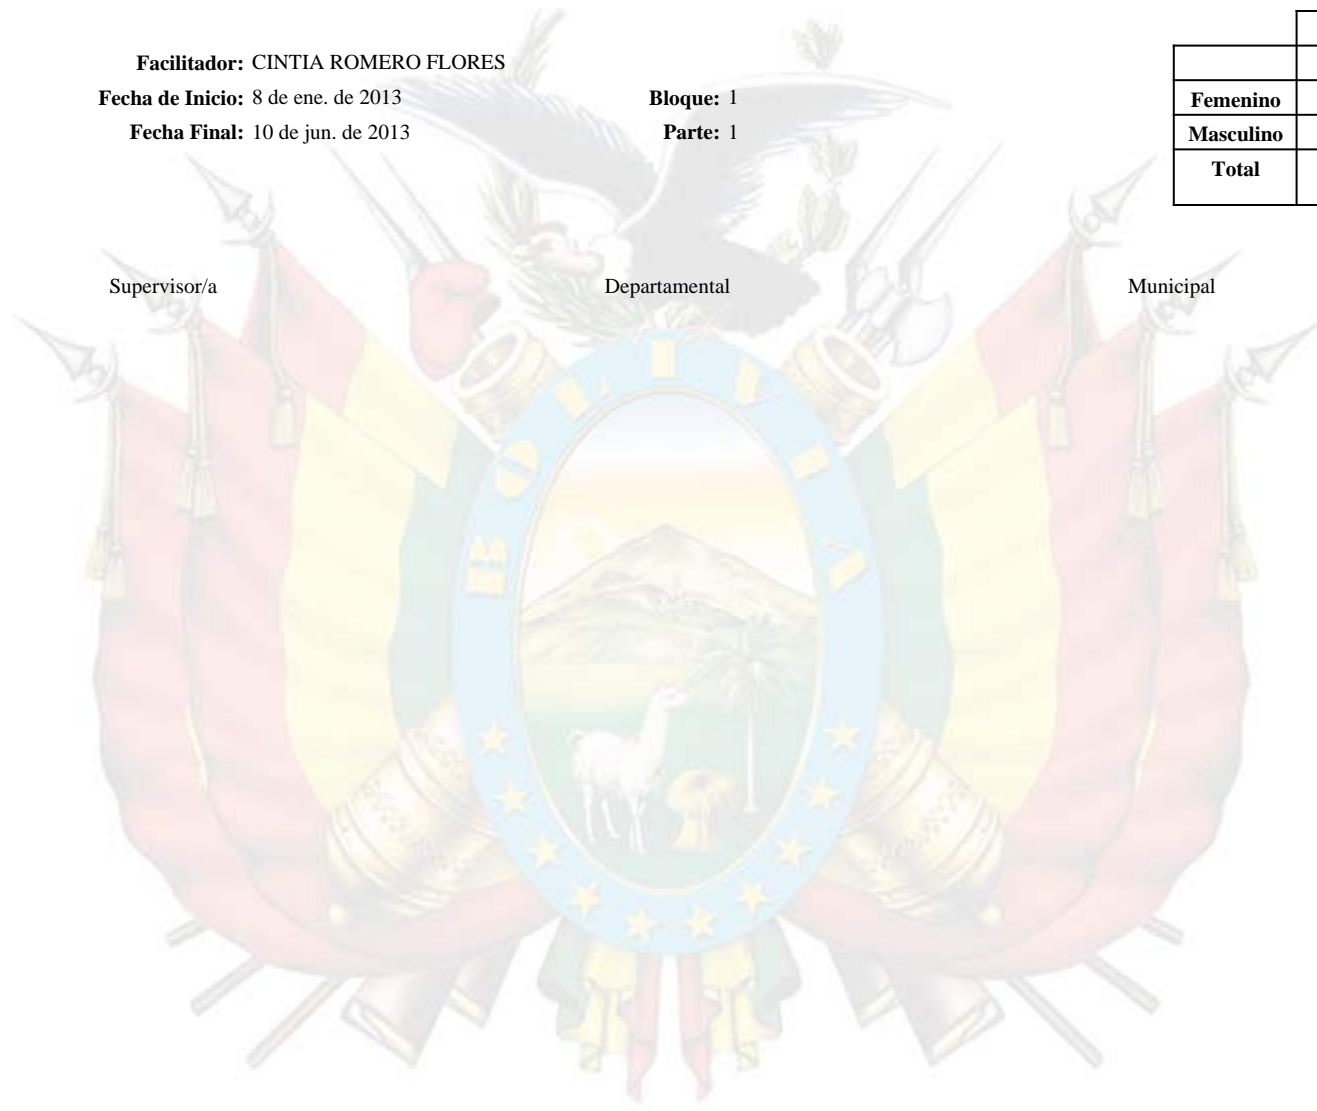 Facilitador: CINTIA ROMERO FLORES
Fecha de Inicio: 8 de ene. de 2013 Bloque: 1
Fecha Final: 10 de jun. de 2013 Parte: 1
Femenino
Masculino
Total
Supervisor/a Departamental Municipal
BOLIVIA